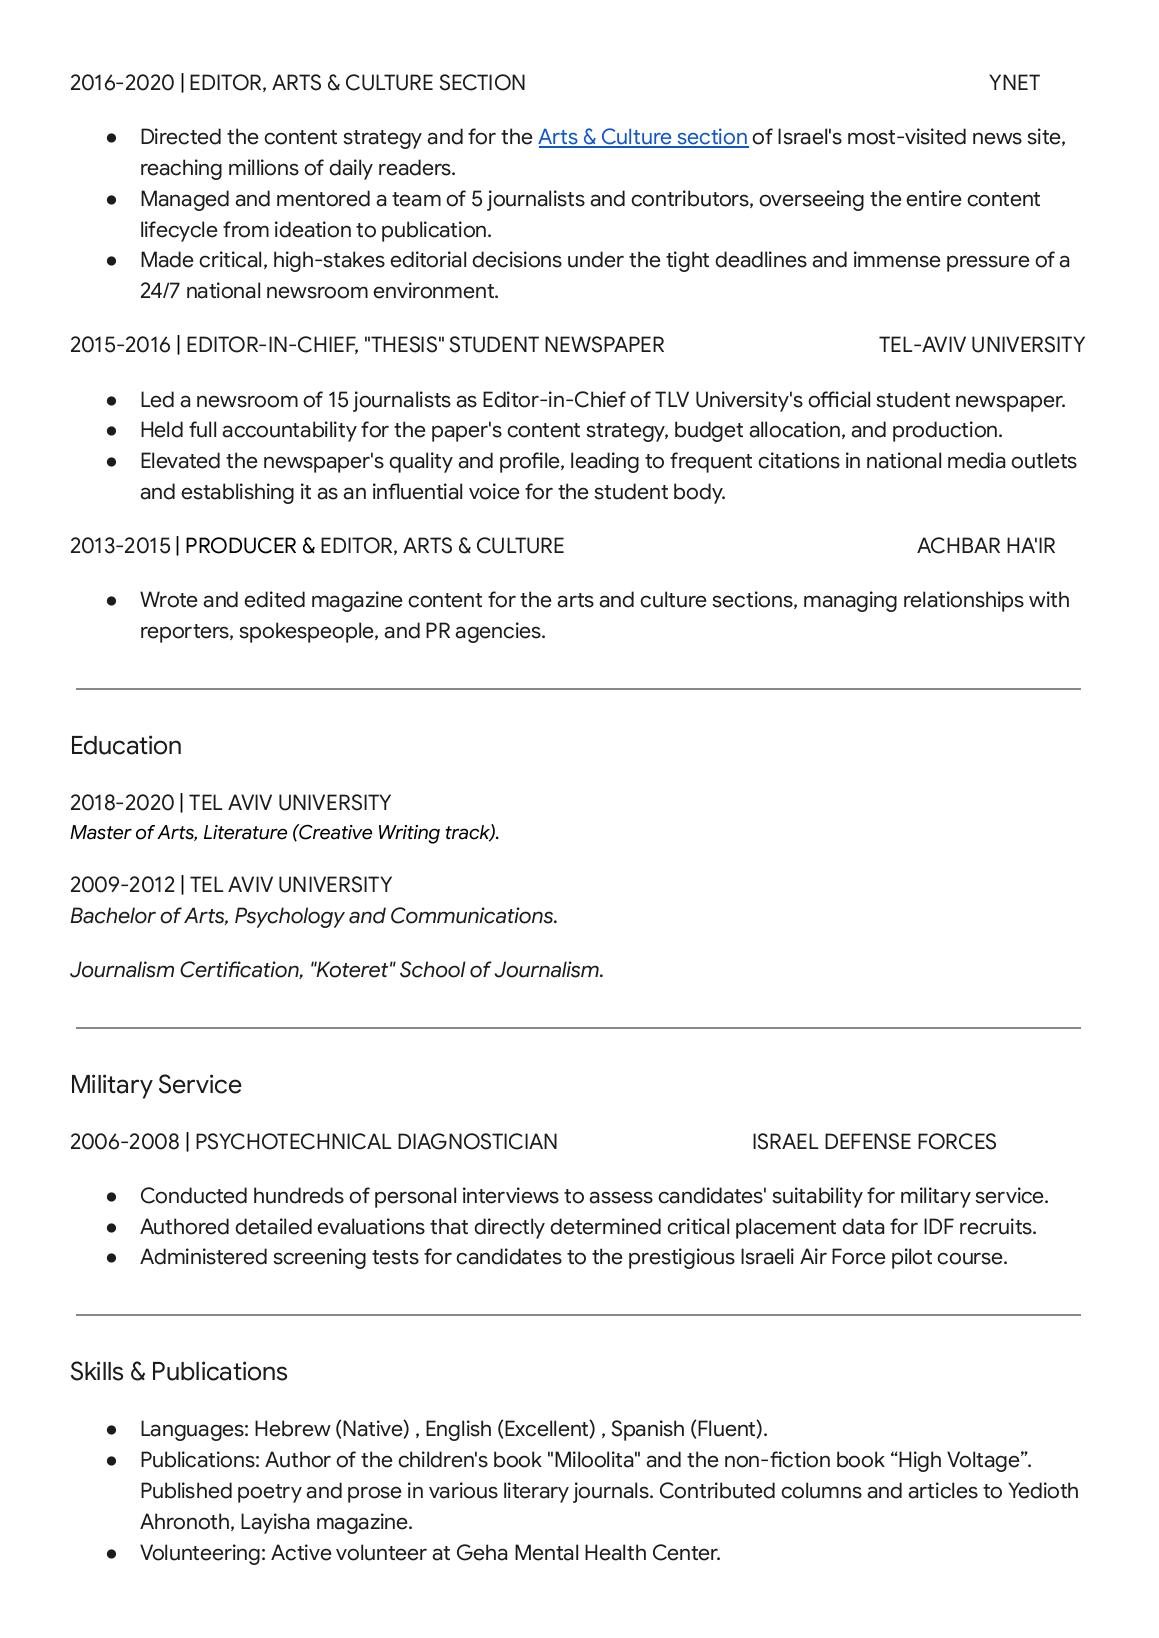 2016-2020 | EDITOR, ARTS & CULTURE SECTION YNET
● Directed the content strategy and for the Arts & Culture section of Israel's most-visited news site,
reaching millions of daily readers.
● Managed and mentored a team of 5 journalists and contributors, overseeing the entire content
lifecycle from ideation to publication.
● Made critical, high-stakes editorial decisions under the tight deadlines and immense pressure of a
24/7 national newsroom environment.
2015-2016 | EDITOR-IN-CHIEF, "THESIS" STUDENT NEWSPAPER TEL-AVIV UNIVERSITY
● Led a newsroom of 15 journalists as Editor-in-Chief of TLV University's official student newspaper.
● Held full accountability for the paper's content strategy, budget allocation, and production.
● Elevated the newspaper's quality and profile, leading to frequent citations in national media outlets
and establishing it as an influential voice for the student body.
2013-2015 | PRODUCER & EDITOR, ARTS & CULTURE ACHBAR HA'IR
● Wrote and edited magazine content for the arts and culture sections, managing relationships with
reporters, spokespeople, and PR agencies.
Education
2018-2020 | TEL AVIV UNIVERSITY
Master of Arts, Literature (Creative Writing track).
2009-2012 | TEL AVIV UNIVERSITY
Bachelor of Arts, Psychology and Communications.
Journalism Certification, "Koteret" School of Journalism.
Military Service
2006-2008 | PSYCHOTECHNICAL DIAGNOSTICIAN ISRAEL DEFENSE FORCES
● Conducted hundreds of personal interviews to assess candidates' suitability for military service.
● Authored detailed evaluations that directly determined critical placement data for IDF recruits.
● Administered screening tests for candidates to the prestigious Israeli Air Force pilot course.
Skills & Publications
● Languages: Hebrew (Native) , English (Excellent) , Spanish (Fluent).
● Publications: Author of the children's book "Miloolita" and the non-fiction book “High Voltage”.
Published poetry and prose in various literary journals. Contributed columns and articles to Yedioth
Ahronoth, Layisha magazine.
● Volunteering: Active volunteer at Geha Mental Health Center.